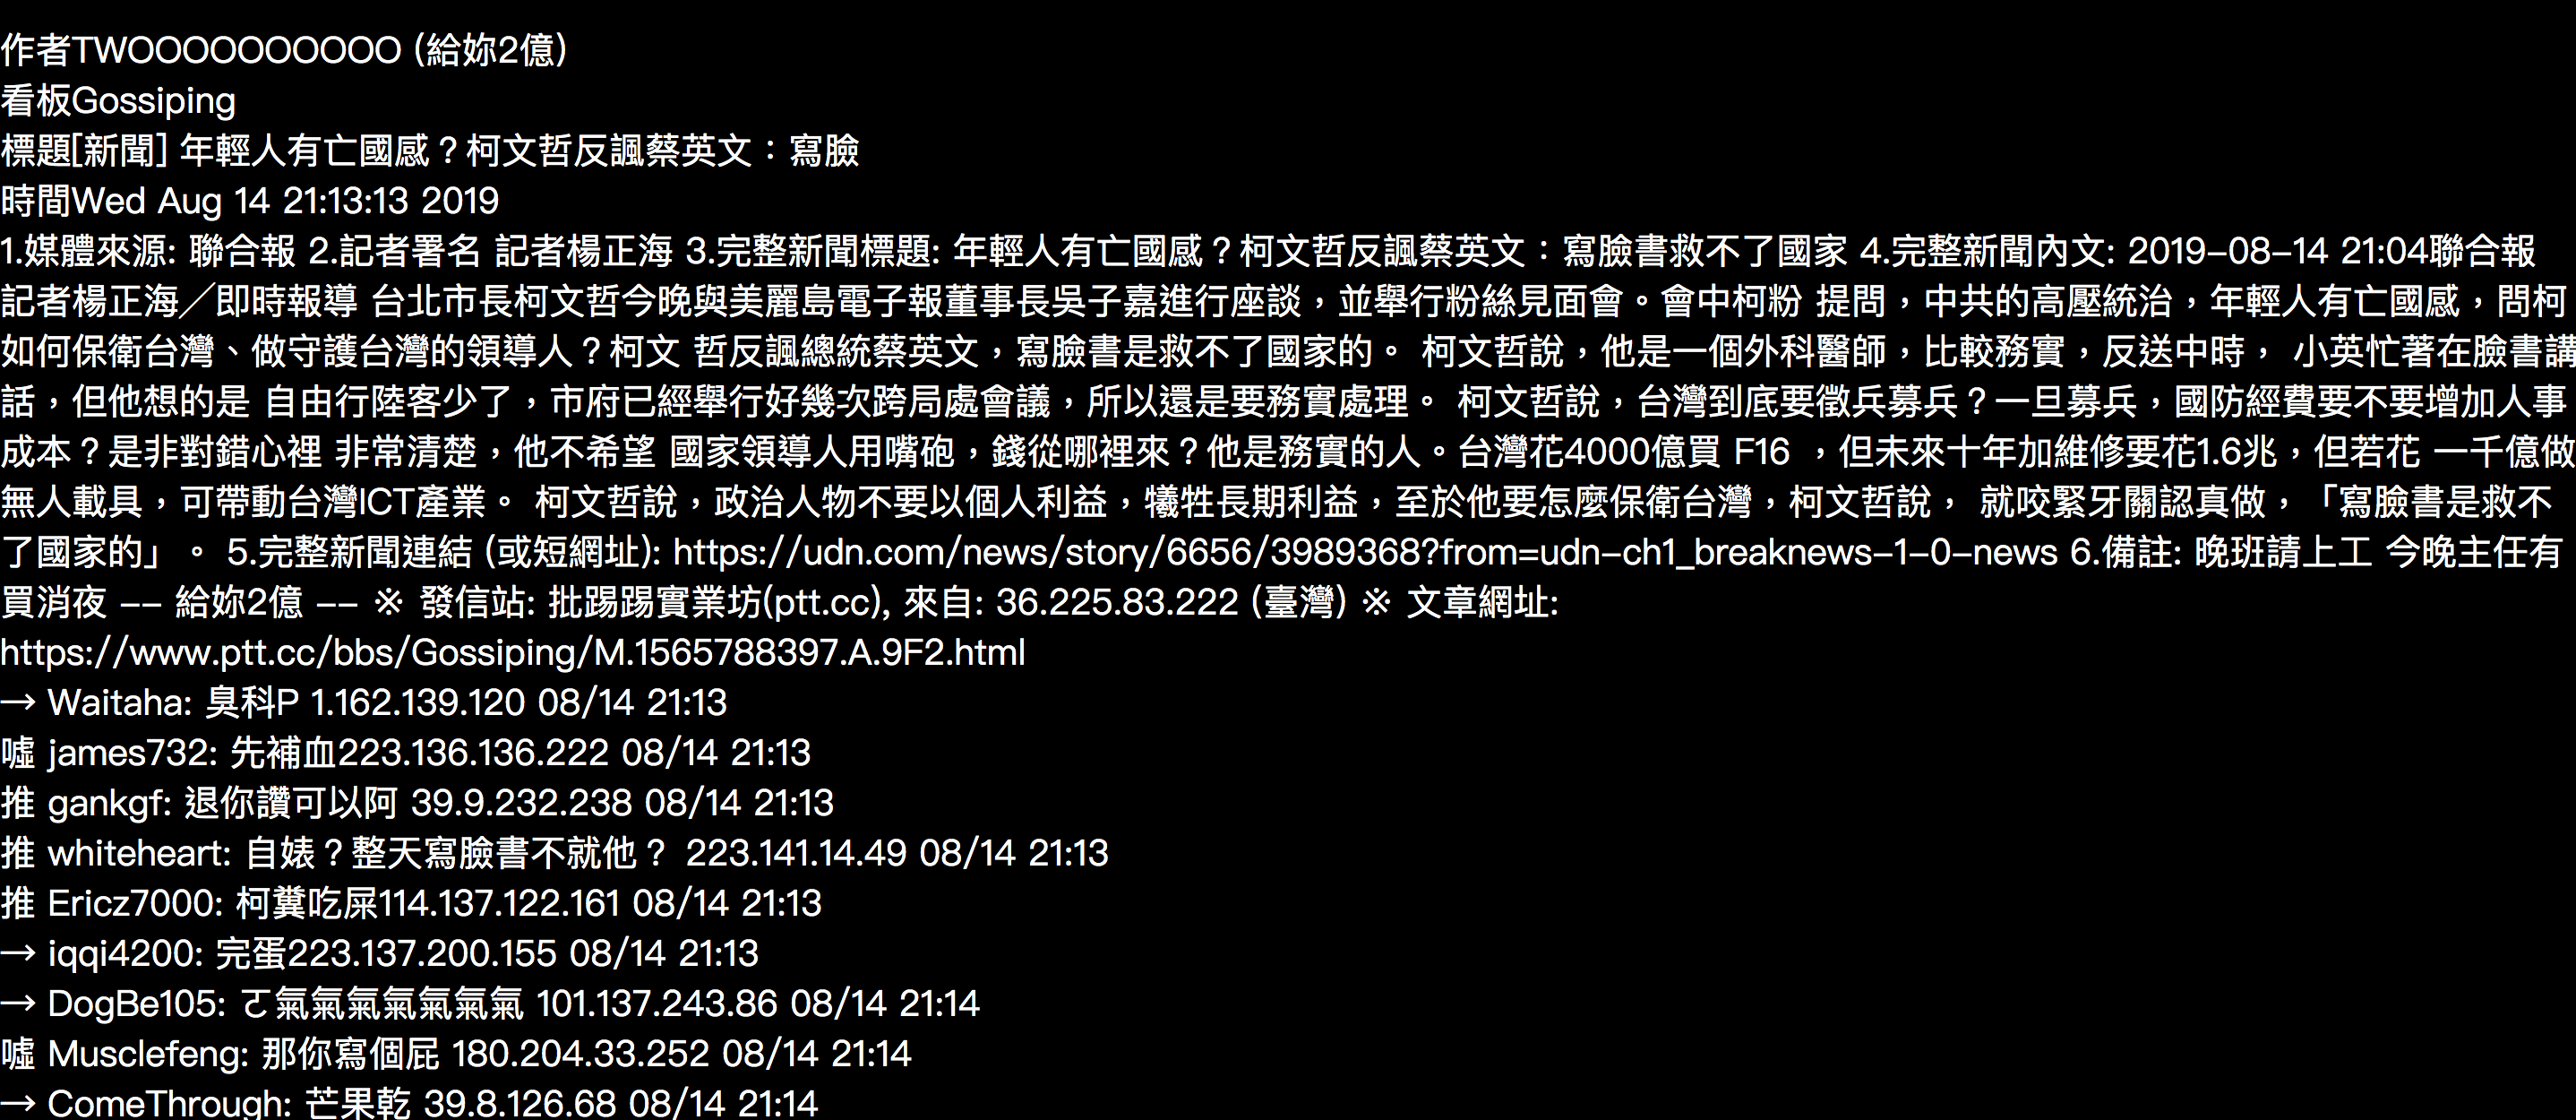 作者TWOOOOOOOOOO (給妳2億)
看板Gossiping
標題[新聞] 年輕人有亡國感？柯文哲反諷蔡英文：寫臉
時間Wed Aug 14 21:13:13 2019
1.媒體來源: 聯合報 2.記者署名 記者楊正海 3.完整新聞標題: 年輕人有亡國感？柯文哲反諷蔡英文：寫臉書救不了國家 4.完整新聞內文: 2019-08-14 21:04聯合報
記者楊正海╱即時報導 台北市長柯文哲今晚與美麗島電子報董事長吳子嘉進行座談，並舉行粉絲見面會。會中柯粉 提問，中共的高壓統治，年輕人有亡國感，問柯
如何保衛台灣、做守護台灣的領導人？柯文 哲反諷總統蔡英文，寫臉書是救不了國家的。 柯文哲說，他是一個外科醫師，比較務實，反送中時， 小英忙著在臉書講
話，但他想的是 自由行陸客少了，市府已經舉行好幾次跨局處會議，所以還是要務實處理。 柯文哲說，台灣到底要徵兵募兵？一旦募兵，國防經費要不要增加人事
成本？是非對錯心裡 非常清楚，他不希望 國家領導人用嘴砲，錢從哪裡來？他是務實的人。台灣花4000億買 F16 ，但未來十年加維修要花1.6兆，但若花 一千億做
無人載具，可帶動台灣ICT產業。 柯文哲說，政治人物不要以個人利益，犧牲長期利益，至於他要怎麼保衛台灣，柯文哲說， 就咬緊牙關認真做，「寫臉書是救不
了國家的」。 5.完整新聞連結 (或短網址): https://udn.com/news/story/6656/3989368?from=udn-ch1_breaknews-1-0-news 6.備註: 晚班請上工 今晚主任有
買消夜 -- 給妳2億 -- ※ 發信站: 批踢踢實業坊(ptt.cc), 來自: 36.225.83.222 (臺灣) ※ 文章網址:
https://www.ptt.cc/bbs/Gossiping/M.1565788397.A.9F2.html
→ Waitaha: 臭科P 1.162.139.120 08/14 21:13
噓 james732: 先補血223.136.136.222 08/14 21:13
推 gankgf: 退你讚可以阿 39.9.232.238 08/14 21:13
推 whiteheart: 自婊？整天寫臉書不就他？ 223.141.14.49 08/14 21:13
推 Ericz7000: 柯糞吃屎114.137.122.161 08/14 21:13
→ iqqi4200: 完蛋223.137.200.155 08/14 21:13
→ DogBe105: ㄛ氣氣氣氣氣氣氣 101.137.243.86 08/14 21:14
噓 Musclefeng: 那你寫個屁 180.204.33.252 08/14 21:14
→ ComeThrough: 芒果乾 39.8.126.68 08/14 21:14